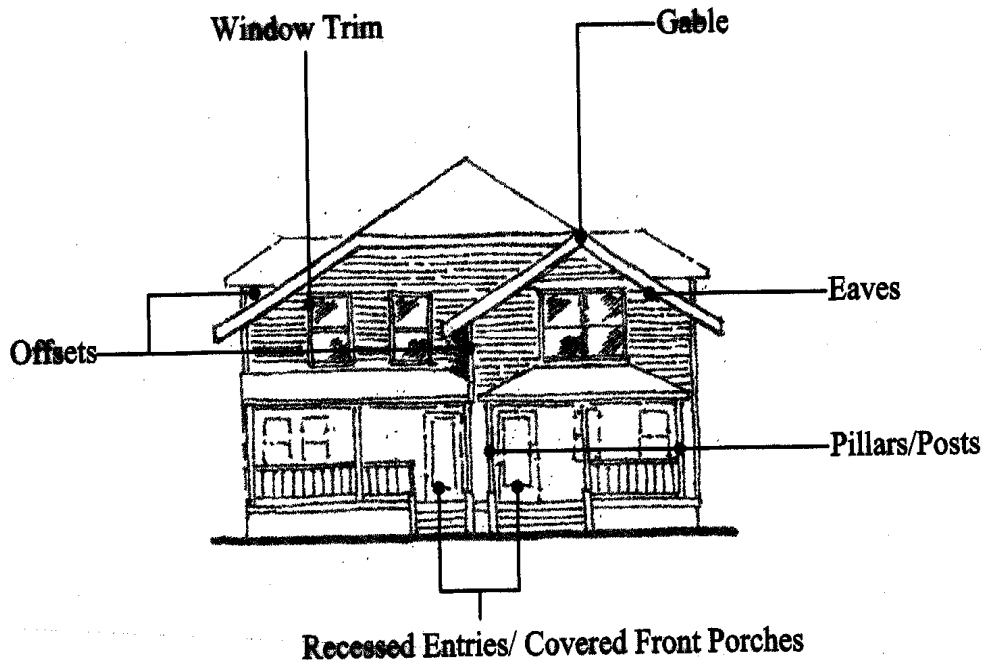 Window Trim
Gable
Eaves
Offsets
Pillars/Posts
Recessed Entries/ Covered Front Porches